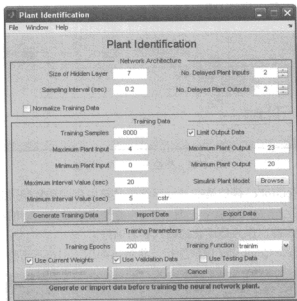 Plant Identification
File Window Help
Plant Identification
Network Architecture
Size of Hidden Layer 7 No. Delayed Plant Inputs 2
Sampling Interval (sec) 0.2 No. Delayed Plant Outputs 2
Normalize Training Data
Training Data
Training Samples 8000 Limit Output Data
Maximum Plant Input 4 Maximum Plant Output 23
Minimum Plant Input 0 Minimum Plant Output 20
Maximum Interval Value (sec) 20 Simulink Plant Model Browse
Minimum Interval Value (sec) 5 cstr
Generate Training Data Import Data Export Data
Training Parameters
Training Epochs 200 Training Function trainlm
Use Current Weights Use Validation Data Use Testing Data
Cancel
Generate or import data before training the neural network plant.